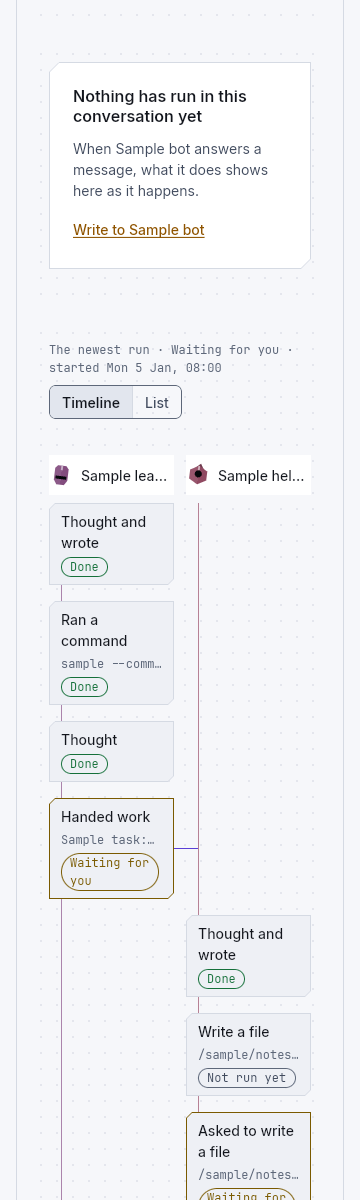 Nothing has run in this
conversation yet
When Sample bot answers a
message, what it does shows
here as it happens.
Write to Sample bot
The newest run · Waiting for you ·
started Mon 5 Jan, 08:00
Timeline
List
Sample lea…
Sample hel…
Thought and
wrote
Done
Ran a
command
sample --comm…
Done
Thought
Done
Handed work
Sample task:…
Waiting for
you
Thought and
wrote
Done
Write a file
/sample/notes…
Not run yet
Asked to write
a file
/sample/notes…
Waiting for